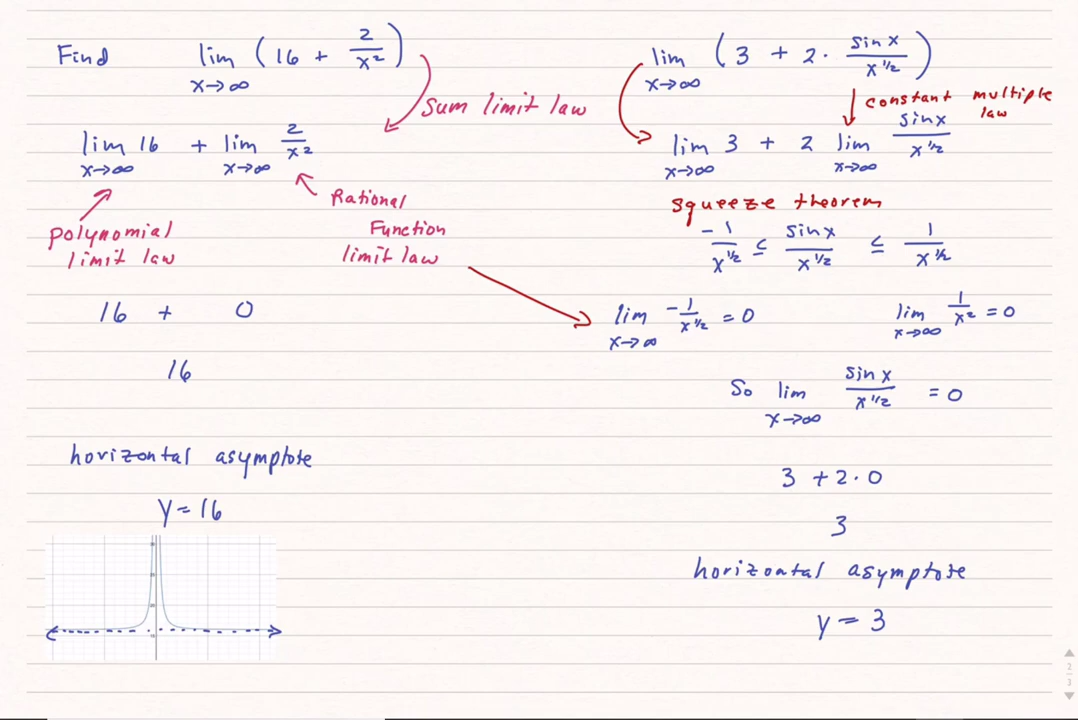 Find lim x→∞ (16 + 2/x²)
Sum limit law
lim x→∞ 16 + lim x→∞ 2/x²
Rational
Function
limit law
polynomial
limit law
16 + 0
16
horizontal asymptote
y = 16
lim x→∞ (3 + 2 · sin x/x^1/2)
constant multiple
law
lim x→∞ 3 + 2 lim x→∞ sin x/x^1/2
squeeze theorem
-1/x^1/2 ≤ sin x/x^1/2 ≤ 1/x^1/2
lim x→∞ -1/x^1/2 = 0 lim x→∞ 1/x² = 0
So lim x→∞ sin x/x^1/2 = 0
3 + 2 · 0
3
horizontal asymptote
y = 3
2
3